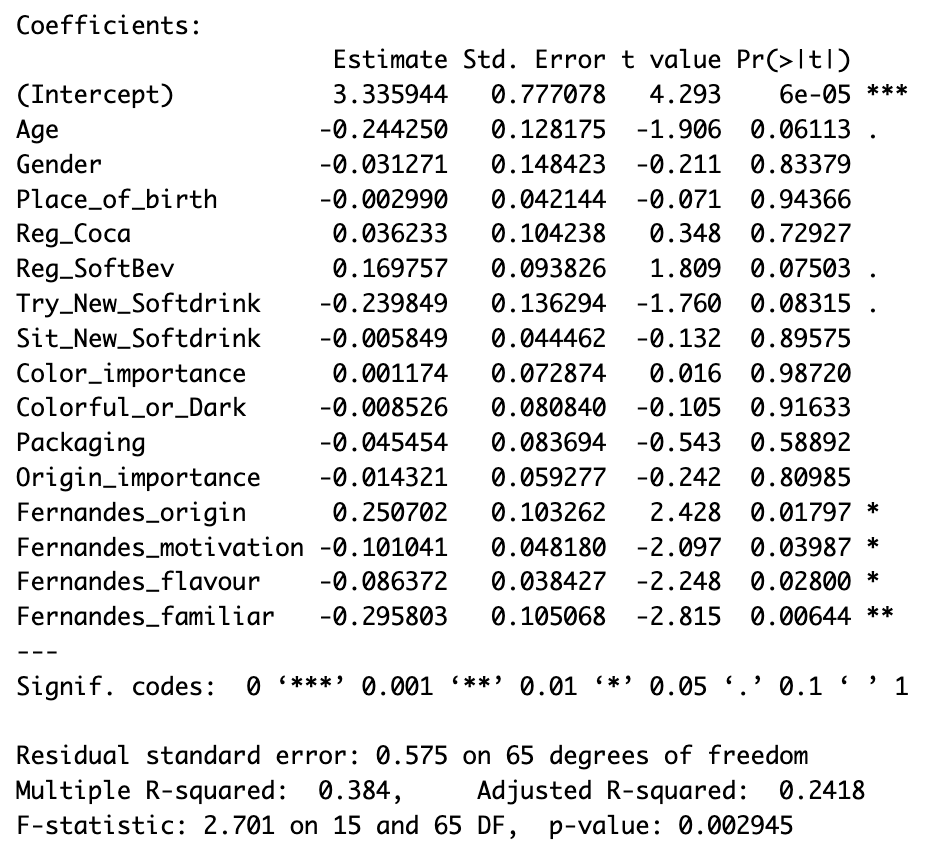 Coefficients:
                     Estimate Std. Error t value Pr(>|t|)
(Intercept)          3.335944   0.777078   4.293    6e-05 ***
Age                 -0.244250   0.128175  -1.906  0.06113 .
Gender              -0.031271   0.148423  -0.211  0.83379
Place_of_birth      -0.002990   0.042144  -0.071  0.94366
Reg_Coca             0.036233   0.104238   0.348  0.72927
Reg_SoftBev          0.169757   0.093826   1.809  0.07503 .
Try_New_Softdrink   -0.239849   0.136294  -1.760  0.08315 .
Sit_New_Softdrink   -0.005849   0.044462  -0.132  0.89575
Color_importance     0.001174   0.072874   0.016  0.98720
Colorful_or_Dark    -0.008526   0.080840  -0.105  0.91633
Packaging           -0.045454   0.083694  -0.543  0.58892
Origin_importance   -0.014321   0.059277  -0.242  0.80985
Fernandes_origin     0.250702   0.103262   2.428  0.01797 *
Fernandes_motivation -0.101041   0.048180  -2.097  0.03987 *
Fernandes_flavour   -0.086372   0.038427  -2.248  0.02800 *
Fernandes_familiar  -0.295803   0.105068  -2.815  0.00644 **
---
Signif. codes:  0 ‘***’ 0.001 ‘**’ 0.01 ‘*’ 0.05 ‘.’ 0.1 ‘ ’ 1
Residual standard error: 0.575 on 65 degrees of freedom
Multiple R-squared:  0.384,     Adjusted R-squared:  0.2418
F-statistic: 2.701 on 15 and 65 DF,  p-value: 0.002945